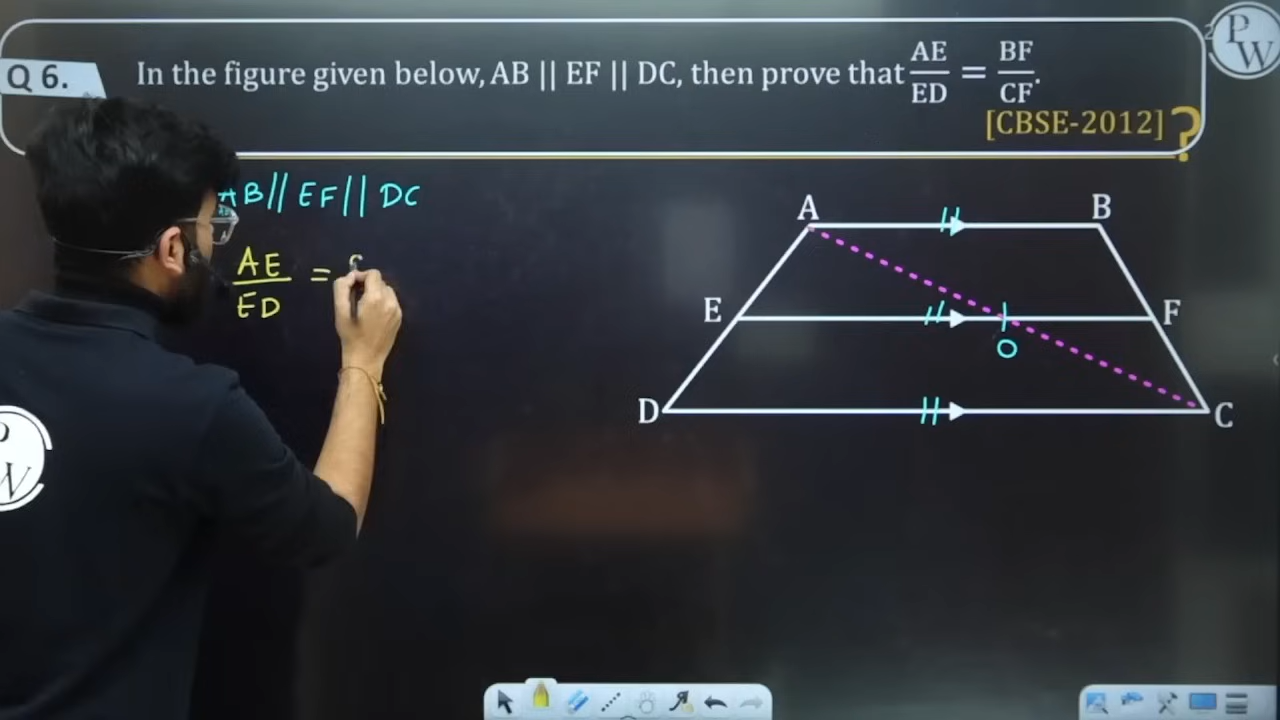 Q 6.
In the figure given below, AB || EF || DC, then prove that AE/ED = BF/CF.
[CBSE-2012]
?
PW
AB || EF || DC
AE/ED =
A B
E F
O
D C